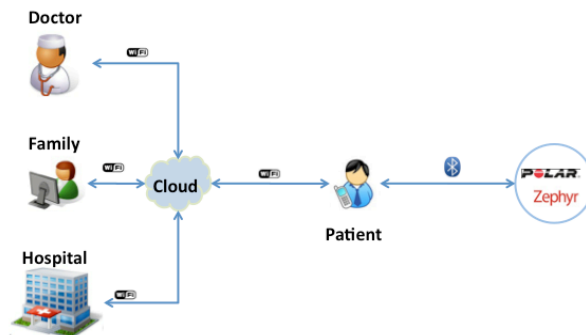 Doctor
WiFi
Family
WiFi
Cloud
WiFi
Patient
POLAR
Zephyr
Hospital
WiFi